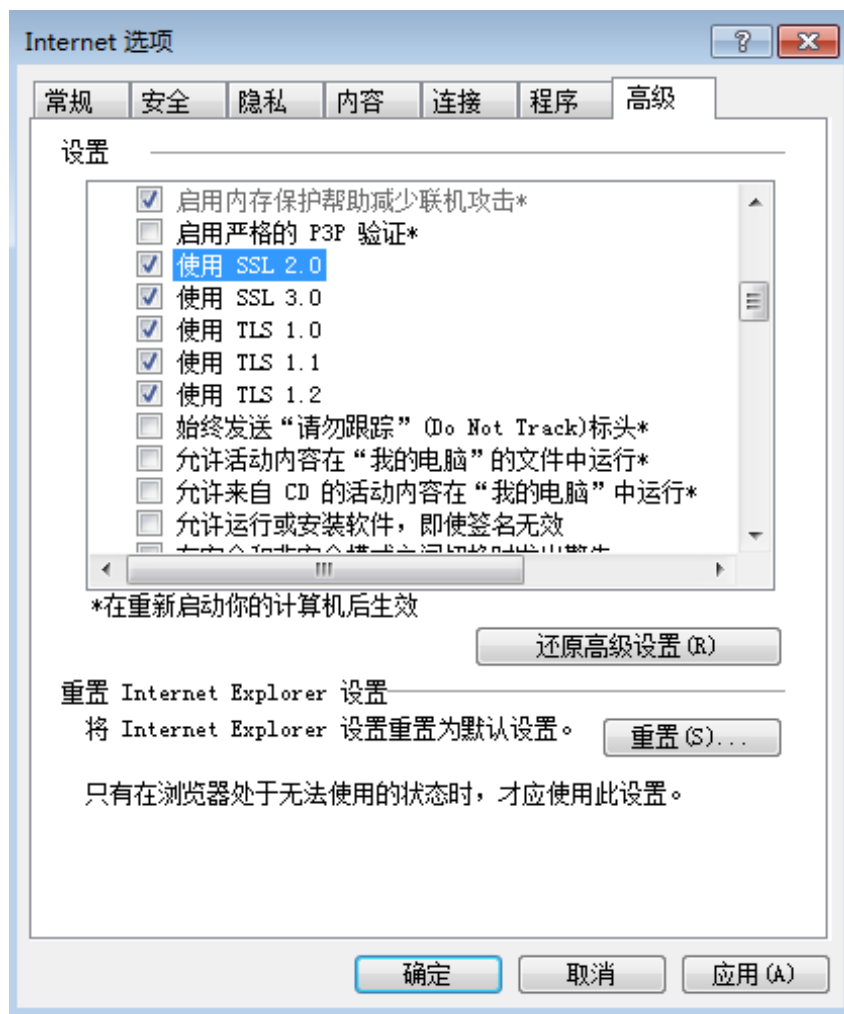 Internet 选项
常规 安全 隐私 内容 连接 程序 高级
设置
启用内存保护帮助减少联机攻击*
启用严格的 P3P 验证*
使用 SSL 2.0
使用 SSL 3.0
使用 TLS 1.0
使用 TLS 1.1
使用 TLS 1.2
始终发送“请勿跟踪”(Do Not Track)标头*
允许活动内容在“我的电脑”的文件中运行*
允许来自 CD 的活动内容在“我的电脑”中运行*
允许运行或安装软件，即使签名无效
*在重新启动你的计算机后生效
还原高级设置(R)
重置 Internet Explorer 设置
将 Internet Explorer 设置重置为默认设置。
重置(S)...
只有在浏览器处于无法使用的状态时，才应使用此设置。
确定 取消 应用(A)